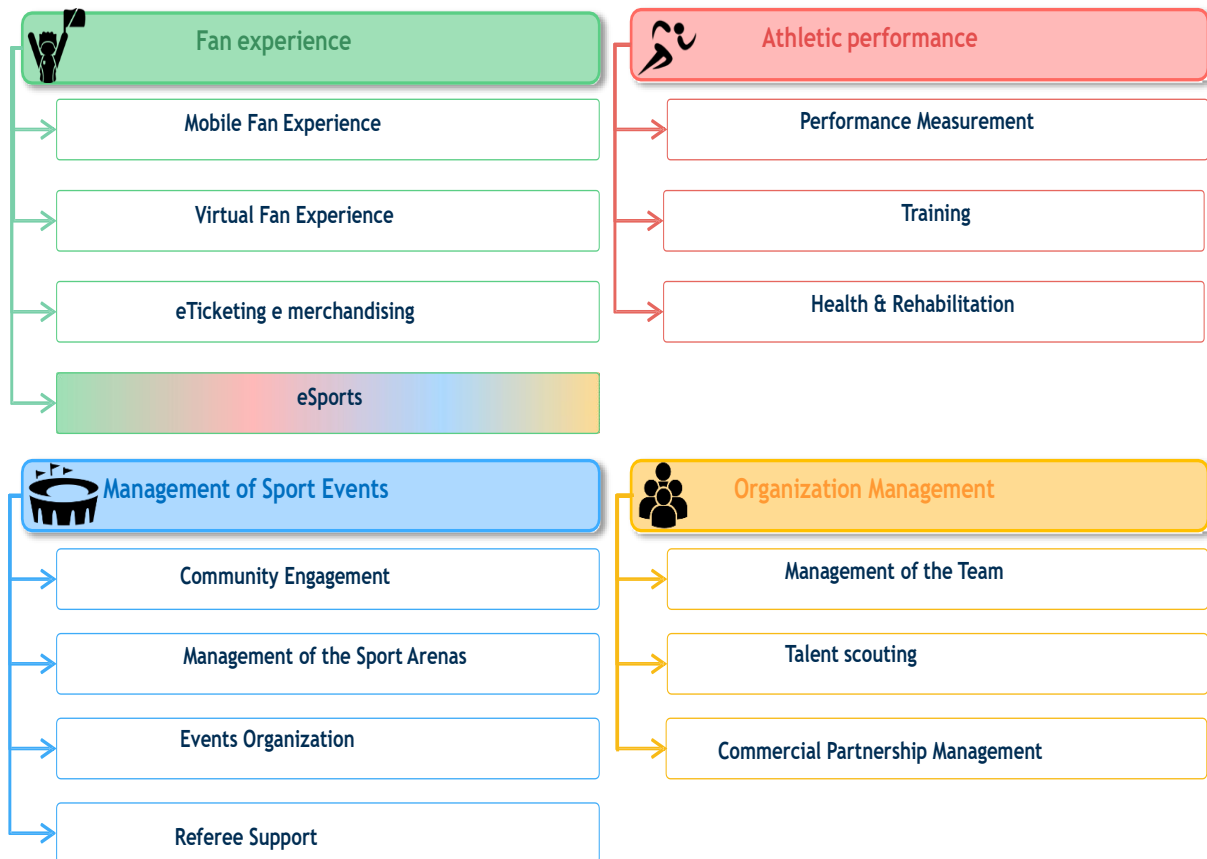 Fan experience
Mobile Fan Experience
Virtual Fan Experience
eTicketing e merchandising
eSports
Athletic performance
Performance Measurement
Training
Health & Rehabilitation
Management of Sport Events
Community Engagement
Management of the Sport Arenas
Events Organization
Referee Support
Organization Management
Management of the Team
Talent scouting
Commercial Partnership Management